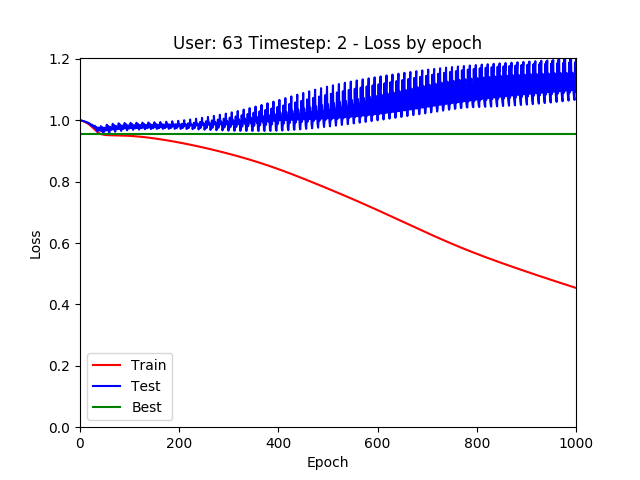 User: 63 Timestep: 2 - Loss by epoch
1.2
1.0
0.8
0.6
0.4
0.2
0.0
Loss
Train
Test
Best
0 200 400 600 800 1000
Epoch